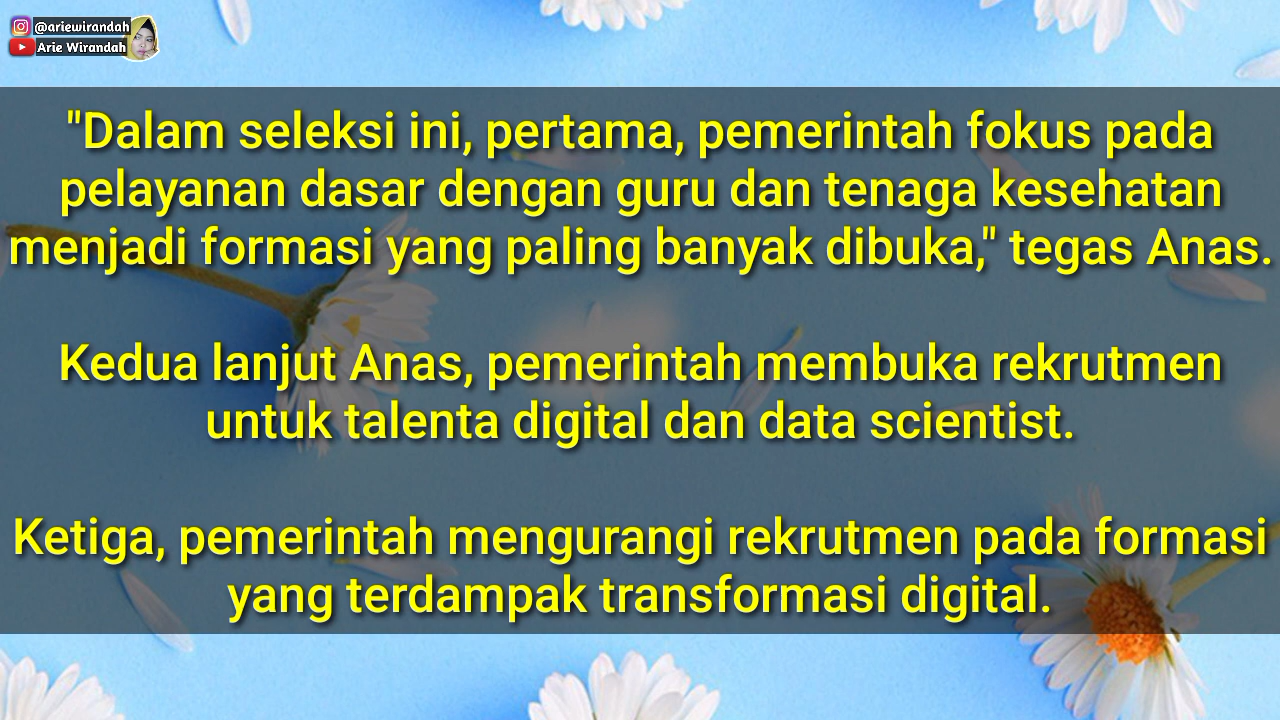 @ariewirandah
Arie Wirandah
"Dalam seleksi ini, pertama, pemerintah fokus pada
pelayanan dasar dengan guru dan tenaga kesehatan
menjadi formasi yang paling banyak dibuka," tegas Anas.
Kedua lanjut Anas, pemerintah membuka rekrutmen
untuk talenta digital dan data scientist.
Ketiga, pemerintah mengurangi rekrutmen pada formasi
yang terdampak transformasi digital.